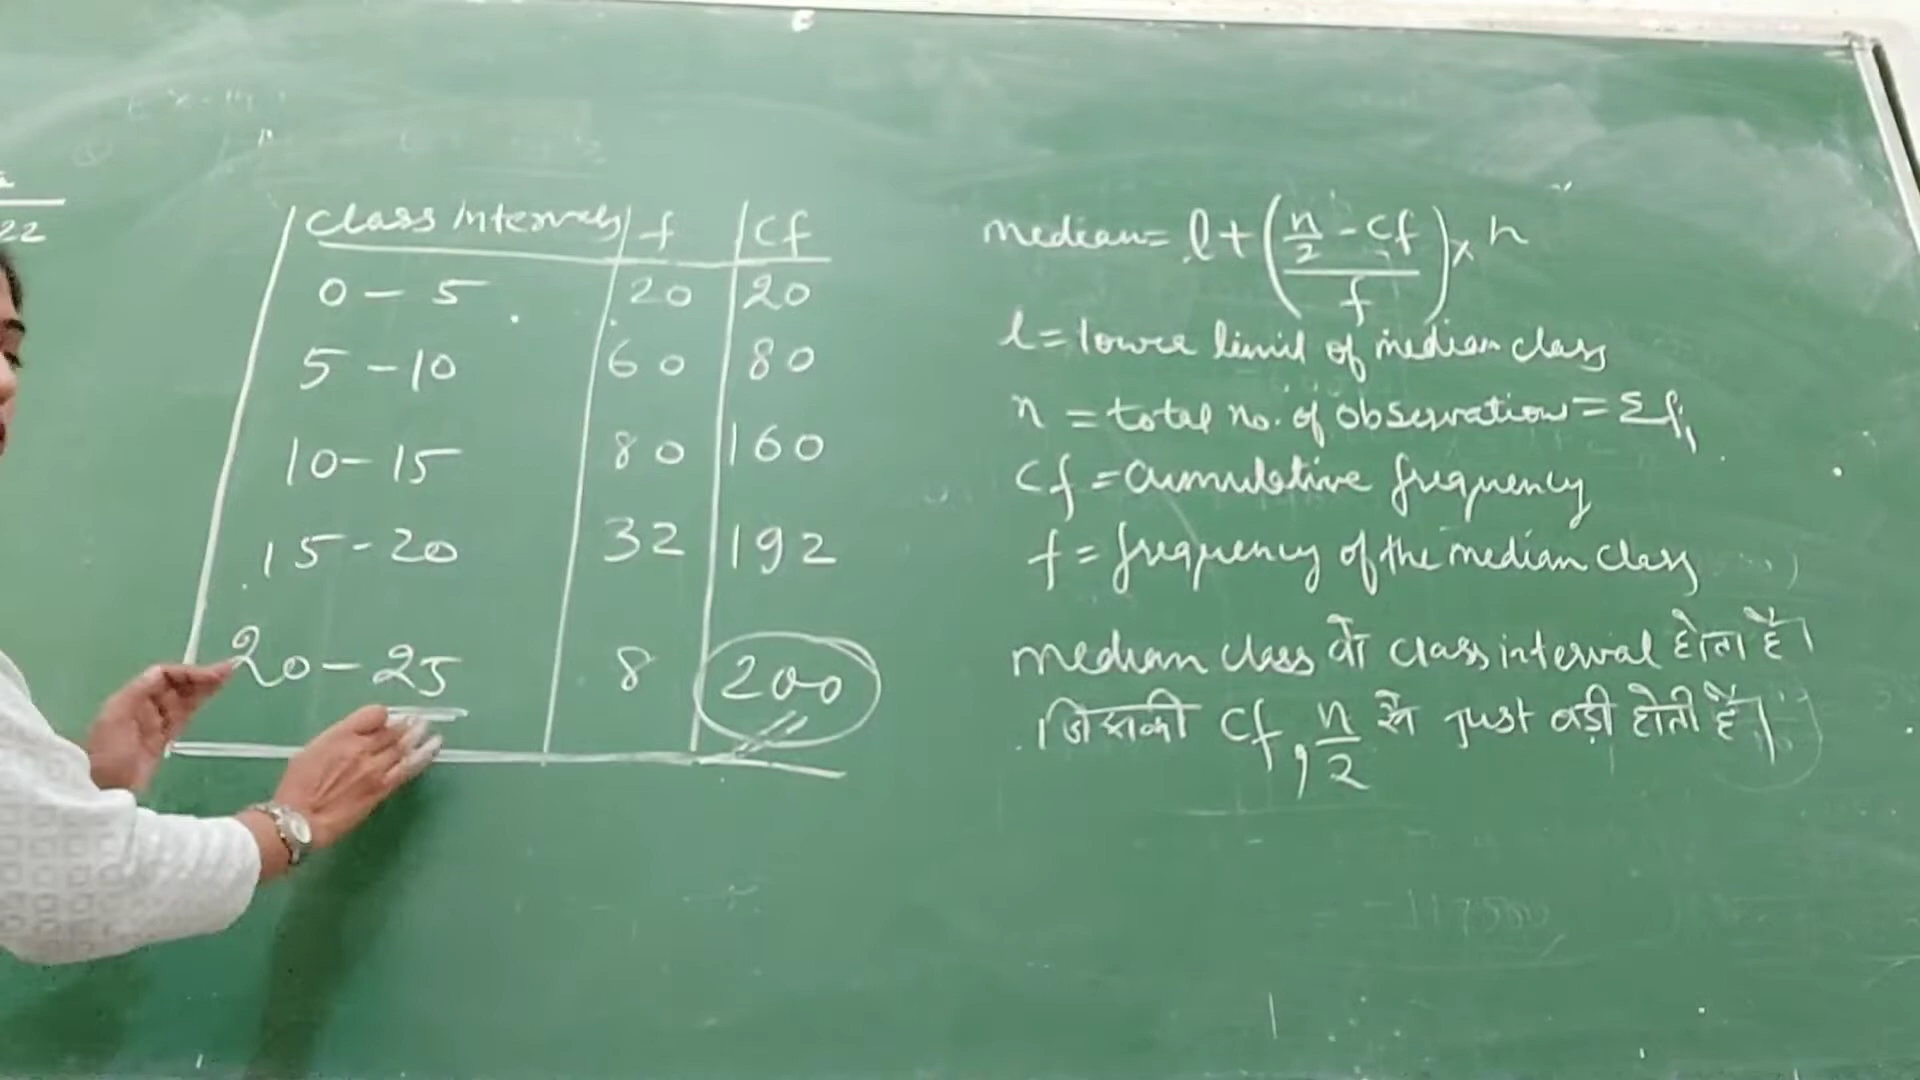 22
class intervals f cf
0 - 5 20 20
5 - 10 60 80
10 - 15 80 160
15 - 20 32 192
20 - 25 8 200
median = l + ( (n/2 - cf) / f ) × h
l = lower limit of median class
n = total no. of observation = Σfi
cf = cumulative frequency
f = frequency of the median class
median class वो class interval होता है।
जिसकी cf, n/2 से just बड़ी होती है।